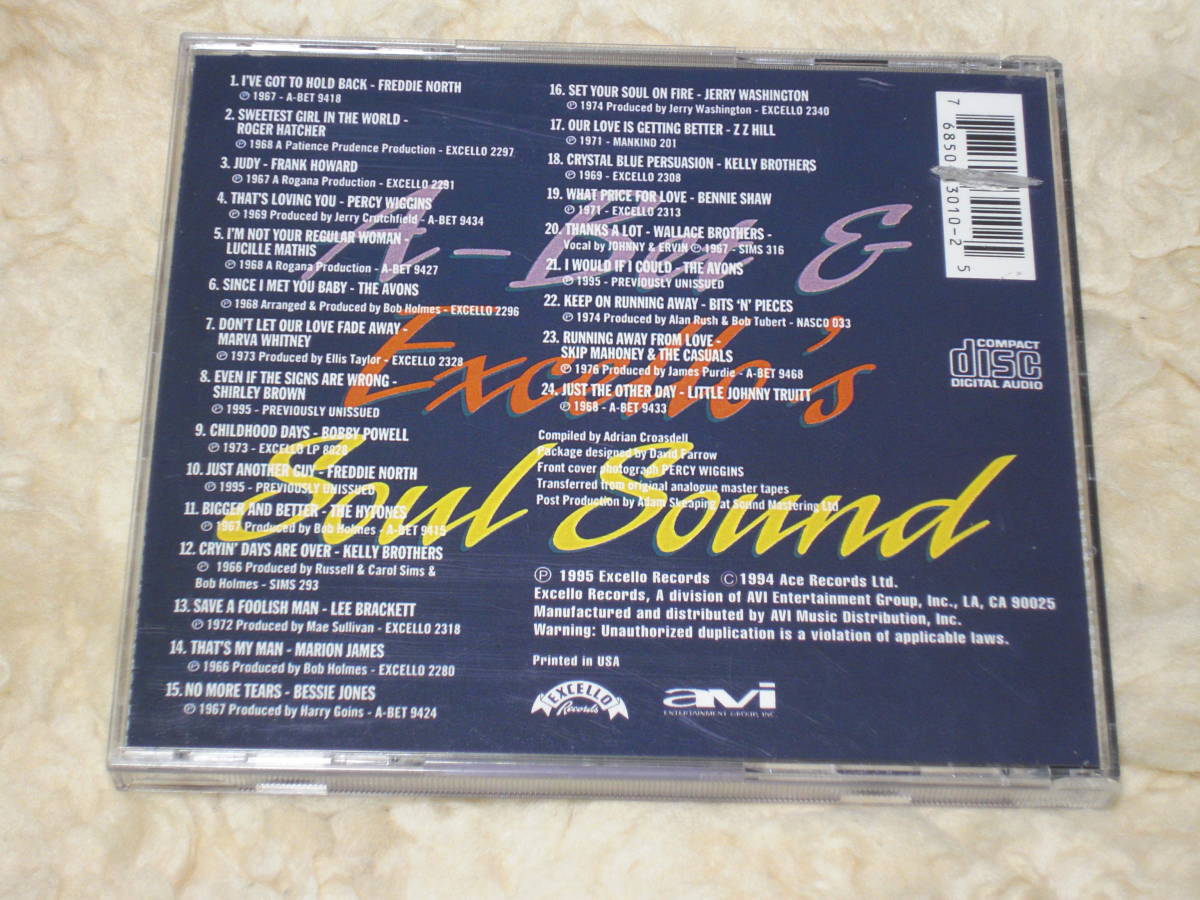 1. I'VE GOT TO HOLD BACK - FREDDIE NORTH
℗ 1967 - A-BET 9418
2. SWEETEST GIRL IN THE WORLD -
ROGER HATCHER
℗ 1968 A Patience Prudence Production - EXCELLO 2297
3. JUDY - FRANK HOWARD
℗ 1967 A Rogana Production - EXCELLO 2291
4. THAT'S LOVING YOU - PERCY WIGGINS
℗ 1969 Produced by Jerry Crutchfield - A-BET 9434
5. I'M NOT YOUR REGULAR WOMAN -
LUCILLE MATHIS
℗ 1968 A Rogana Production - A-BET 9427
6. SINCE I MET YOU BABY - THE AVONS
℗ 1968 Arranged & Produced by Bob Holmes - EXCELLO 2296
7. DON'T LET OUR LOVE FADE AWAY -
MARVA WHITNEY
℗ 1973 Produced by Ellis Taylor - EXCELLO 2328
8. EVEN IF THE SIGNS ARE WRONG -
SHIRLEY BROWN
℗ 1995 - PREVIOUSLY UNISSUED
9. CHILDHOOD DAYS - BOBBY POWELL
℗ 1973 - EXCELLO LP 8028
10. JUST ANOTHER GUY - FREDDIE NORTH
℗ 1995 - PREVIOUSLY UNISSUED
11. BIGGER AND BETTER - THE HYTONES
℗ 1967 Produced by Bob Holmes - A-BET 9415
12. CRYIN' DAYS ARE OVER - KELLY BROTHERS
℗ 1966 Produced by Russell & Carol Sims &
Bob Holmes - SIMS 293
13. SAVE A FOOLISH MAN - LEE BRACKETT
℗ 1972 Produced by Mae Sullivan - EXCELLO 2318
14. THAT'S MY MAN - MARION JAMES
℗ 1966 Produced by Bob Holmes - EXCELLO 2280
15. NO MORE TEARS - BESSIE JONES
℗ 1967 Produced by Harry Goins - A-BET 9424
16. SET YOUR SOUL ON FIRE - JERRY WASHINGTON
℗ 1974 Produced by Jerry Washington - EXCELLO 2340
17. OUR LOVE IS GETTING BETTER - Z Z HILL
℗ 1971 - MANKIND 201
18. CRYSTAL BLUE PERSUASION - KELLY BROTHERS
℗ 1969 - EXCELLO 2308
19. WHAT PRICE FOR LOVE - BENNIE SHAW
℗ 1971 - EXCELLO 2313
20. THANKS A LOT - WALLACE BROTHERS -
Vocal by JOHNNY & ERVIN ℗ 1967 - SIMS 316
21. I WOULD IF I COULD - THE AVONS
℗ 1995 - PREVIOUSLY UNISSUED
22. KEEP ON RUNNING AWAY - BITS 'N' PIECES
℗ 1974 Produced by Alan Rush & Bob Tubert - NASCO 033
23. RUNNING AWAY FROM LOVE -
SKIP MAHONEY & THE CASUALS
℗ 1976 Produced by James Purdie - A-BET 9468
24. JUST THE OTHER DAY - LITTLE JOHNNY TRUITT
℗ 1968 - A-BET 9433
Compiled by Adrian Croasdell
Package designed by David Farrow
Front cover photograph PERCY WIGGINS
Transferred from original analogue master tapes
Post Production by Adam Skeaping at Sound Mastering Ltd
A-Bet &
Excello's
Soul Sound
℗ 1995 Excello Records © 1994 Ace Records Ltd.
Excello Records, A division of AVI Entertainment Group, Inc., LA, CA 90025
Manufactured and distributed by AVI Music Distribution, Inc.
Warning: Unauthorized duplication is a violation of applicable laws.
Printed in USA
EXCELLO
Records
avi
ENTERTAINMENT GROUP, INC.
7 6850 3010-2 5
COMPACT
disc
DIGITAL AUDIO